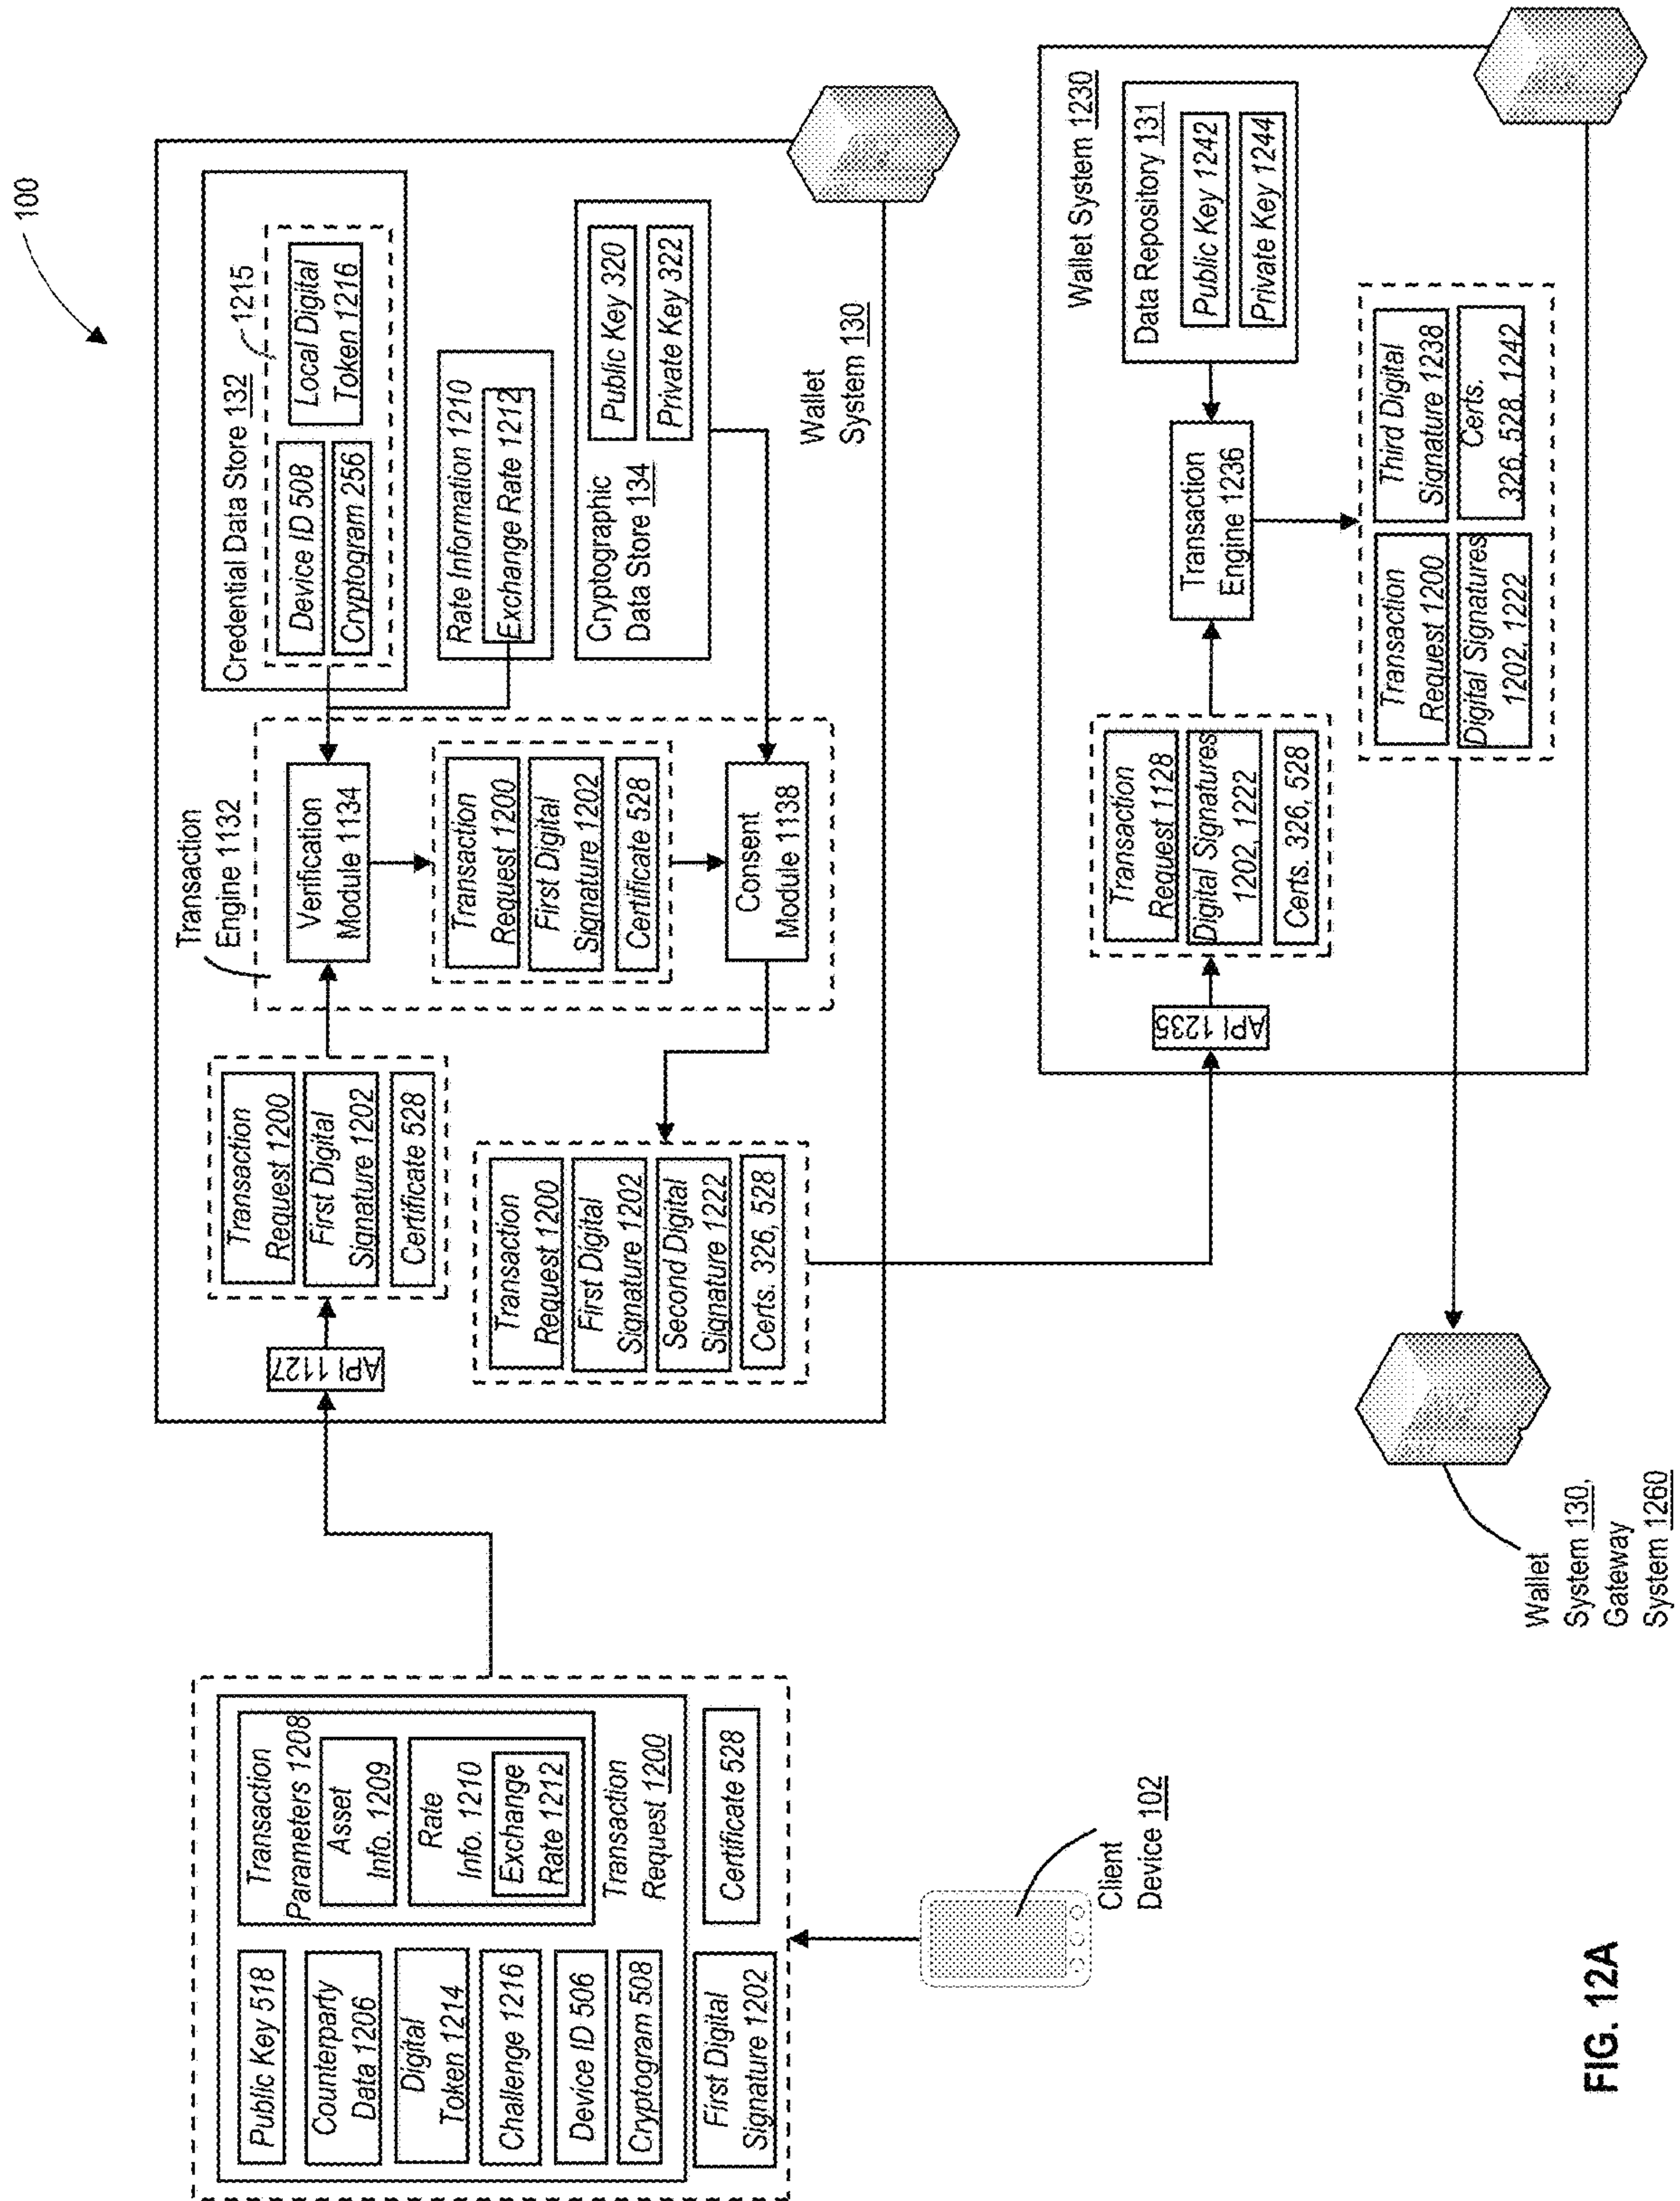 100
Public Key 518
Counterparty
Data 1206
Digital
Token 1214
Challenge 1216
Device ID 506
Cryptogram 508
Transaction
Parameters 1208
Asset
Info. 1209
Rate
Info. 1210
Exchange
Rate 1212
Transaction
Request 1200
First Digital
Signature 1202
Certificate 528
Client
Device 102
API 1127
Transaction
Request 1200
First Digital
Signature 1202
Certificate 528
Transaction
Engine 1132
Verification
Module 1134
Transaction
Request 1200
First Digital
Signature 1202
Certificate 528
Consent
Module 1138
Credential Data Store 132
1215
Device ID 508
Cryptogram 256
Local Digital
Token 1216
Rate Information 1210
Exchange Rate 1212
Cryptographic
Data Store 134
Public Key 320
Private Key 322
Wallet
System 130
Transaction
Request 1200
First Digital
Signature 1202
Second Digital
Signature 1222
Certs. 326, 528
API 1235
Transaction
Request 1128
Digital Signatures
1202, 1222
Certs. 326, 528
Transaction
Engine 1236
Wallet System 1230
Data Repository 131
Public Key 1242
Private Key 1244
Transaction
Request 1200
Digital Signatures
1202, 1222
Third Digital
Signature 1238
Certs.
326, 528, 1242
Wallet
System 130,
Gateway
System 1260
FIG. 12A